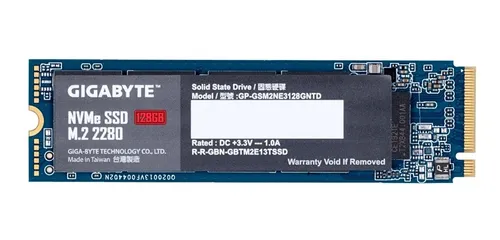 GIGABYTE™
NVMe SSD 128GB
M.2 2280
GIGA-BYTE TECHNOLOGY CO., LTD.
Made in Taiwan 台灣製造
Solid State Drive / 固態硬碟
Model / 型號 :GP-GSM2NE3128GNTD
Rated : DC +3.3V ⎓ 1.0A
R-R-GBN-GBTM2E13TSSD
Warranty Void If Removed